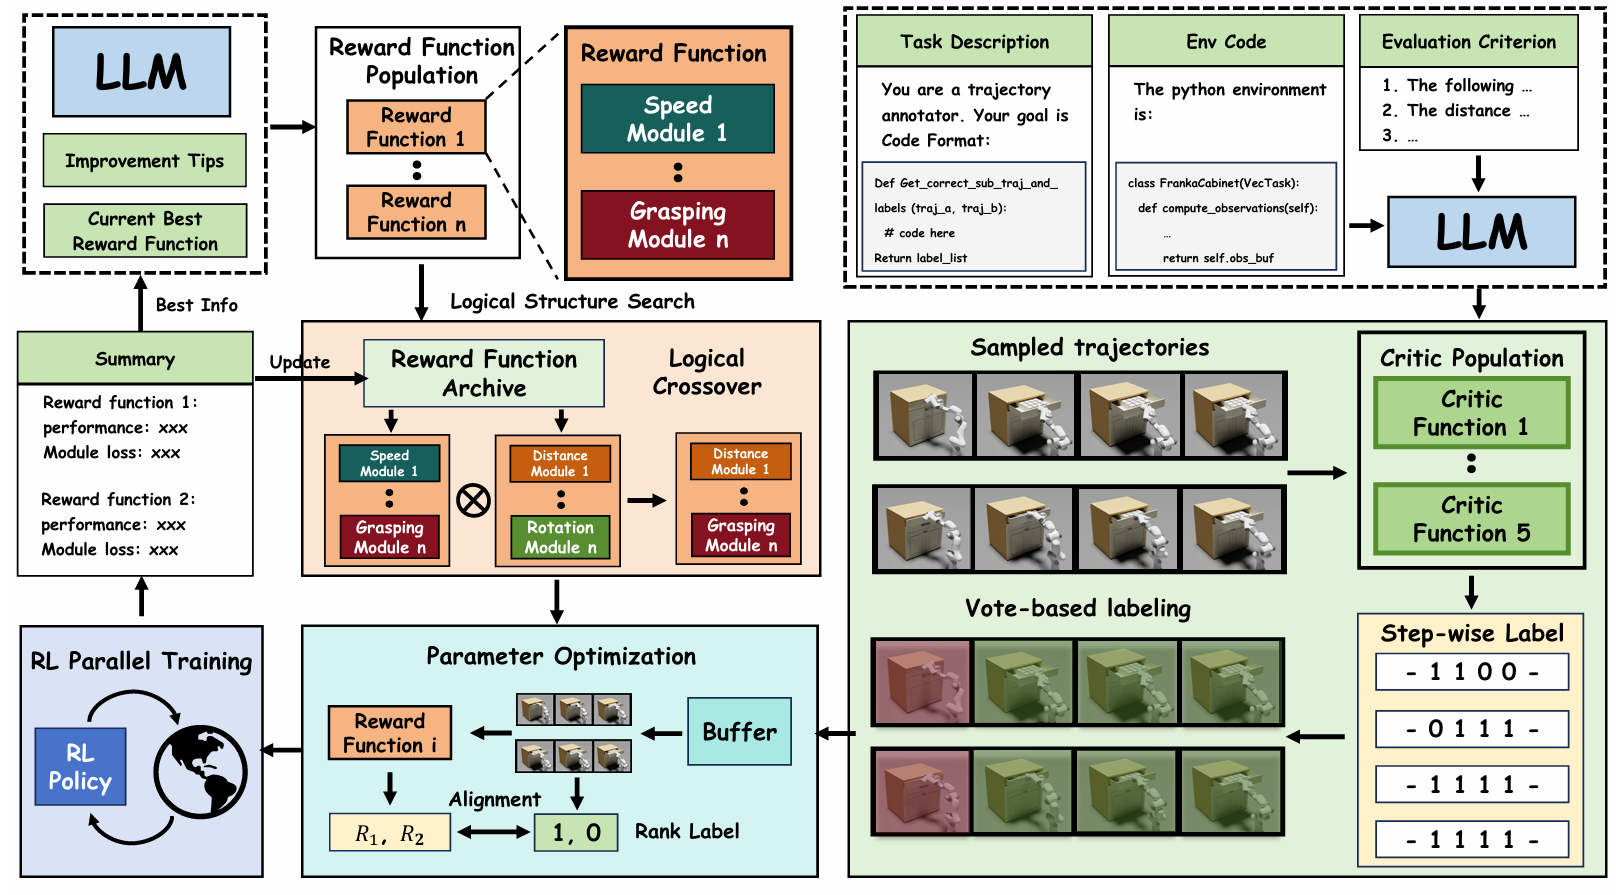 LLM
Improvement Tips
Current Best
Reward Function
Best Info
Reward Function
Population
Reward
Function 1
Reward
Function n
Reward Function
Speed
Module 1
Grasping
Module n
Logical Structure Search
Summary
Reward function 1:
performance: xxx
Module loss: xxx
Reward function 2:
performance: xxx
Module loss: xxx
Update
Reward Function
Archive
Logical
Crossover
Speed
Module 1
Grasping
Module n
Distance
Module 1
Rotation
Module n
Distance
Module 1
Grasping
Module n
RL Parallel Training
RL
Policy
Parameter Optimization
Reward
Function i
Buffer
Alignment
R1, R2
1, 0
Rank Label
Task Description
You are a trajectory
annotator. Your goal is
Code Format:
Def Get_correct_sub_traj_and_
labels (traj_a, traj_b):
# code here
Return label_list
Env Code
The python environment
is:
class FrankaCabinet(VecTask):
def compute_observations(self):
…
return self.obs_buf
Evaluation Criterion
1. The following …
2. The distance …
3. …
LLM
Sampled trajectories
Critic Population
Critic
Function 1
Critic
Function 5
Vote-based labeling
Step-wise Label
- 1 1 0 0 -
- 0 1 1 1 -
- 1 1 1 1 -
- 1 1 1 1 -